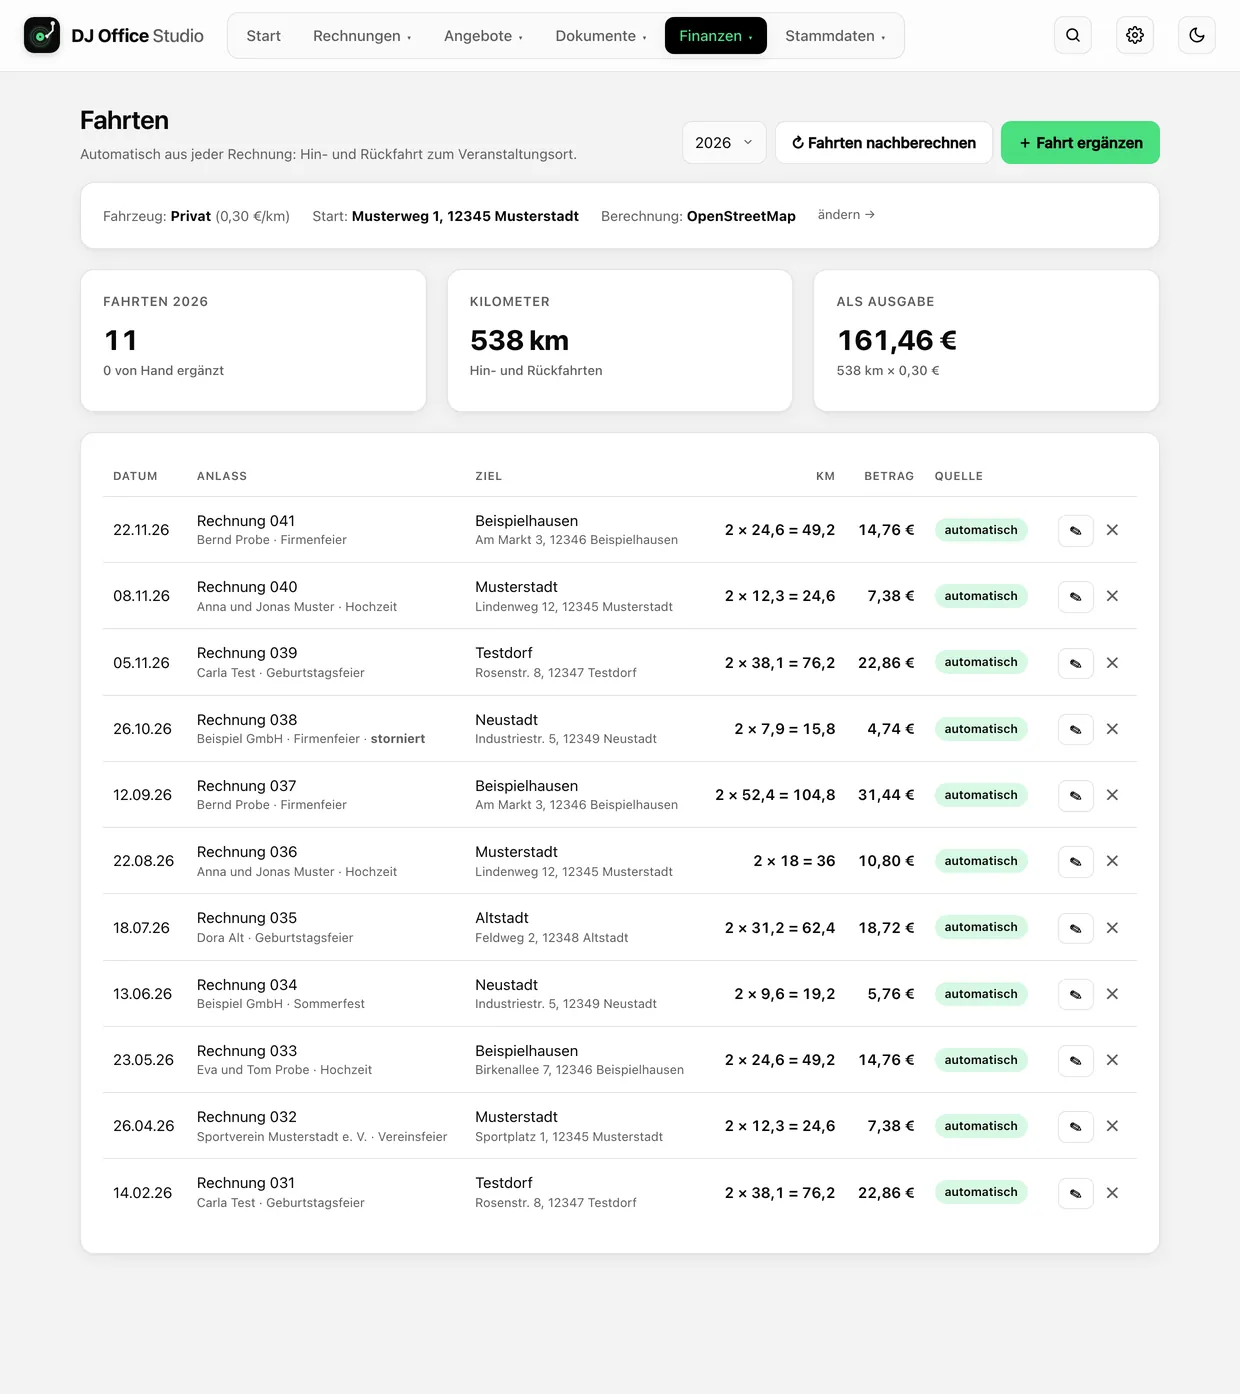 DJ Office Studio
Start
Rechnungen
Angebote
Dokumente
Finanzen
Stammdaten
Fahrten
Automatisch aus jeder Rechnung: Hin- und Rückfahrt zum Veranstaltungsort.
2026
↻ Fahrten nachberechnen
+ Fahrt ergänzen
Fahrzeug: Privat (0,30 €/km) Start: Musterweg 1, 12345 Musterstadt Berechnung: OpenStreetMap ändern →
FAHRTEN 2026
11
0 von Hand ergänzt
KILOMETER
538 km
Hin- und Rückfahrten
ALS AUSGABE
161,46 €
538 km × 0,30 €
DATUM ANLASS ZIEL KM BETRAG QUELLE
22.11.26 Rechnung 041 Beispielhausen 2 × 24,6 = 49,2 14,76 € automatisch
Bernd Probe · Firmenfeier Am Markt 3, 12346 Beispielhausen
08.11.26 Rechnung 040 Musterstadt 2 × 12,3 = 24,6 7,38 € automatisch
Anna und Jonas Muster · Hochzeit Lindenweg 12, 12345 Musterstadt
05.11.26 Rechnung 039 Testdorf 2 × 38,1 = 76,2 22,86 € automatisch
Carla Test · Geburtstagsfeier Rosenstr. 8, 12347 Testdorf
26.10.26 Rechnung 038 Neustadt 2 × 7,9 = 15,8 4,74 € automatisch
Beispiel GmbH · Firmenfeier · storniert Industriestr. 5, 12349 Neustadt
12.09.26 Rechnung 037 Beispielhausen 2 × 52,4 = 104,8 31,44 € automatisch
Bernd Probe · Firmenfeier Am Markt 3, 12346 Beispielhausen
22.08.26 Rechnung 036 Musterstadt 2 × 18 = 36 10,80 € automatisch
Anna und Jonas Muster · Hochzeit Lindenweg 12, 12345 Musterstadt
18.07.26 Rechnung 035 Altstadt 2 × 31,2 = 62,4 18,72 € automatisch
Dora Alt · Geburtstagsfeier Feldweg 2, 12348 Altstadt
13.06.26 Rechnung 034 Neustadt 2 × 9,6 = 19,2 5,76 € automatisch
Beispiel GmbH · Sommerfest Industriestr. 5, 12349 Neustadt
23.05.26 Rechnung 033 Beispielhausen 2 × 24,6 = 49,2 14,76 € automatisch
Eva und Tom Probe · Hochzeit Birkenallee 7, 12346 Beispielhausen
26.04.26 Rechnung 032 Musterstadt 2 × 12,3 = 24,6 7,38 € automatisch
Sportverein Musterstadt e. V. · Vereinsfeier Sportplatz 1, 12345 Musterstadt
14.02.26 Rechnung 031 Testdorf 2 × 38,1 = 76,2 22,86 € automatisch
Carla Test · Geburtstagsfeier Rosenstr. 8, 12347 Testdorf